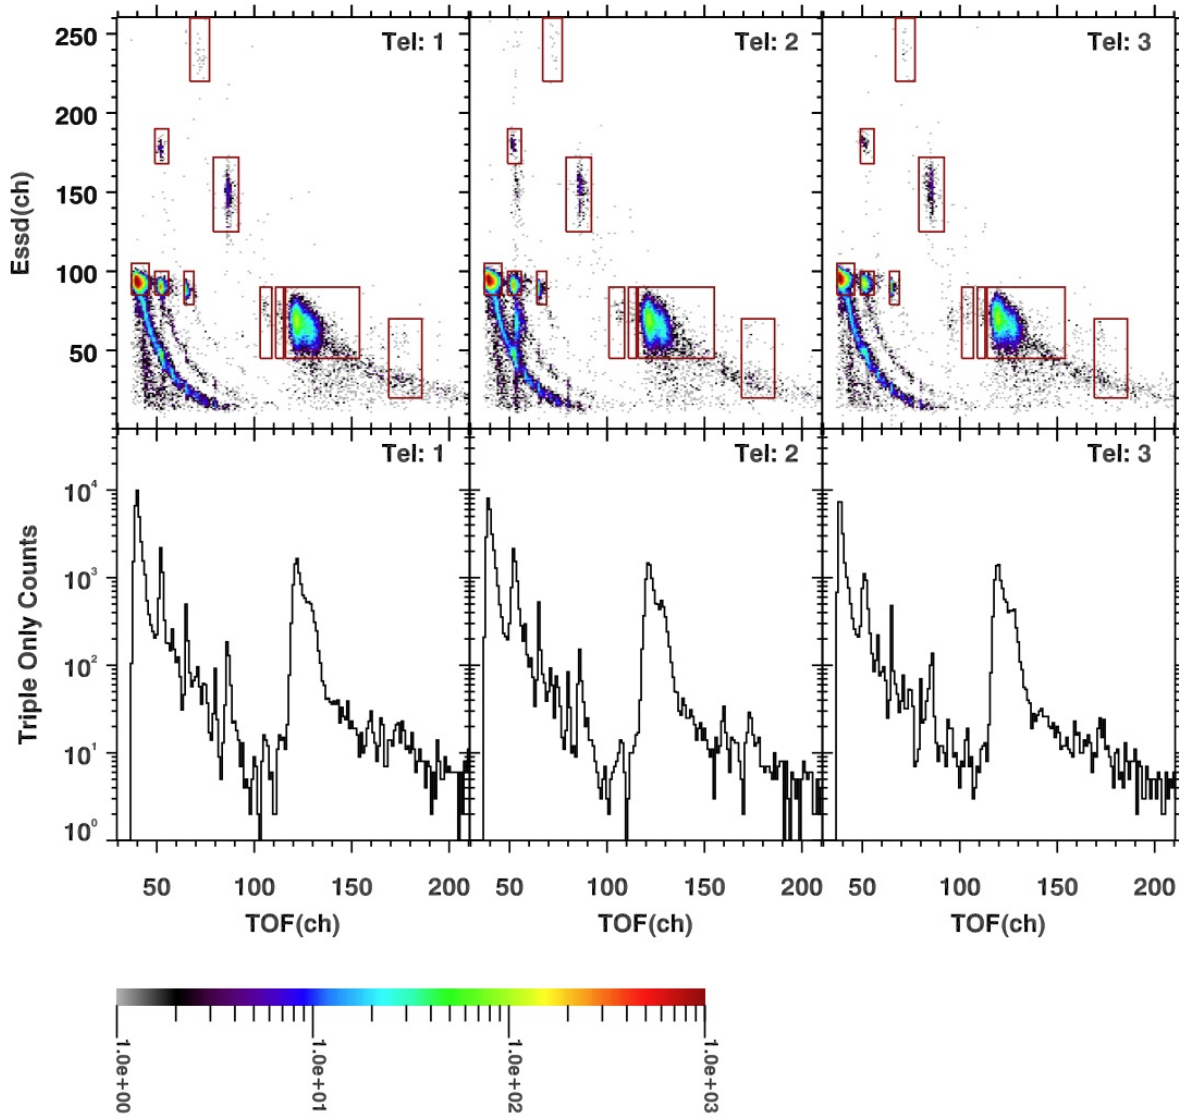 Tel: 1
Tel: 2
Tel: 3
250
200
150
100
50
Essd(ch)
Tel: 1
Tel: 2
Tel: 3
10⁴
10³
10²
10¹
10⁰
Triple Only Counts
50 100 150 200
50 100 150 200
50 100 150 200
TOF(ch)
TOF(ch)
TOF(ch)
1.0e+00
1.0e+01
1.0e+02
1.0e+03